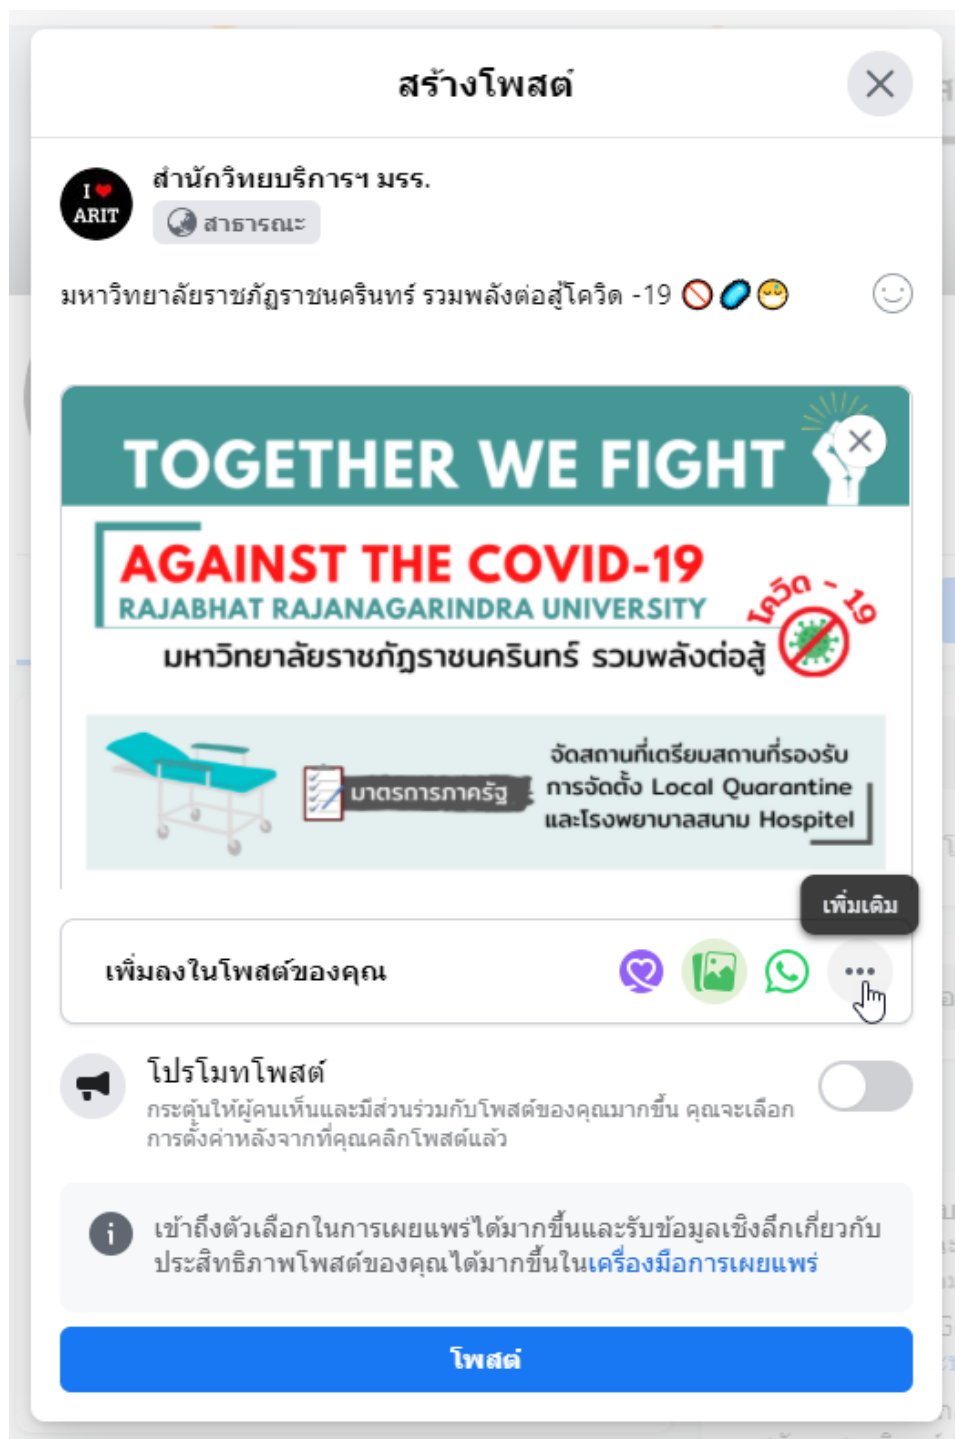 สร้างโพสต์
I ❤
ARIT
สำนักวิทยบริการฯ มรร.
สาธารณะ
มหาวิทยาลัยราชภัฏราชนครินทร์ รวมพลังต่อสู้โควิด -19
TOGETHER WE FIGHT
AGAINST THE COVID-19
RAJABHAT RAJANAGARINDRA UNIVERSITY
โควิด - 19
มหาวิทยาลัยราชภัฏราชนครินทร์ รวมพลังต่อสู้
มาตรการภาครัฐ
จัดสถานที่เตรียมสถานที่รองรับ
การจัดตั้ง Local Quarantine
และโรงพยาบาลสนาม Hospitel
เพิ่มเติม
เพิ่มลงในโพสต์ของคุณ
โปรโมทโพสต์
กระตุ้นให้ผู้คนเห็นและมีส่วนร่วมกับโพสต์ของคุณมากขึ้น คุณจะเลือก
การตั้งค่าหลังจากที่คุณคลิกโพสต์แล้ว
เข้าถึงตัวเลือกในการเผยแพร่ได้มากขึ้นและรับข้อมูลเชิงลึกเกี่ยวกับ
ประสิทธิภาพโพสต์ของคุณได้มากขึ้นในเครื่องมือการเผยแพร่
โพสต์